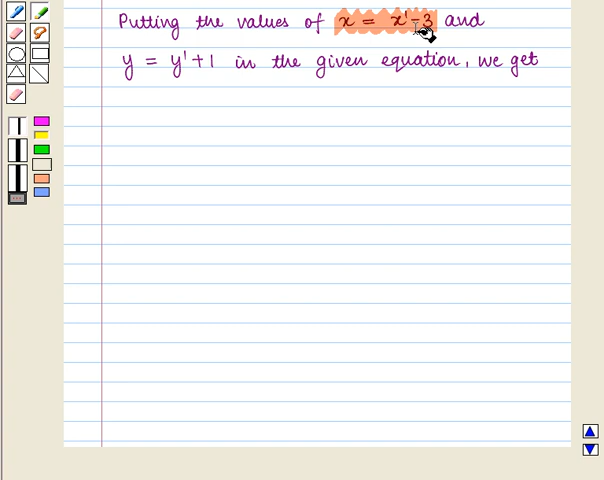 Putting the values of x = x'-3 and
y = y'+1 in the given equation, we get